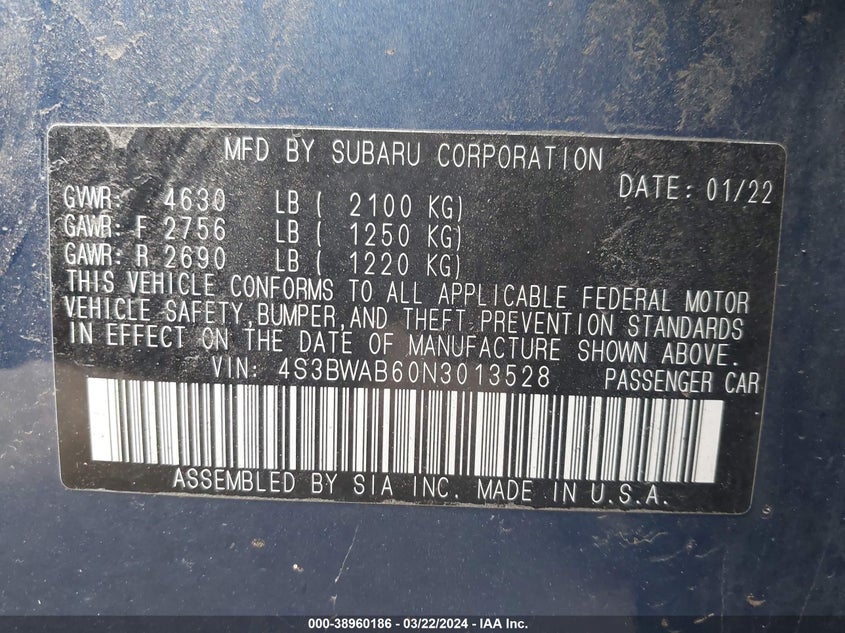 MFD BY SUBARU CORPORATION
DATE: 01/22
GVWR: 4630 LB ( 2100 KG)
GAWR: F 2756 LB ( 1250 KG)
GAWR: R 2690 LB ( 1220 KG)
THIS VEHICLE CONFORMS TO ALL APPLICABLE FEDERAL MOTOR
VEHICLE SAFETY, BUMPER, AND THEFT PREVENTION STANDARDS
IN EFFECT ON THE DATE OF MANUFACTURE SHOWN ABOVE.
VIN: 4S3BWAB60N3013528 PASSENGER CAR
ASSEMBLED BY SIA INC. MADE IN U.S.A.
000-38960186 - 03/22/2024 - IAA Inc.